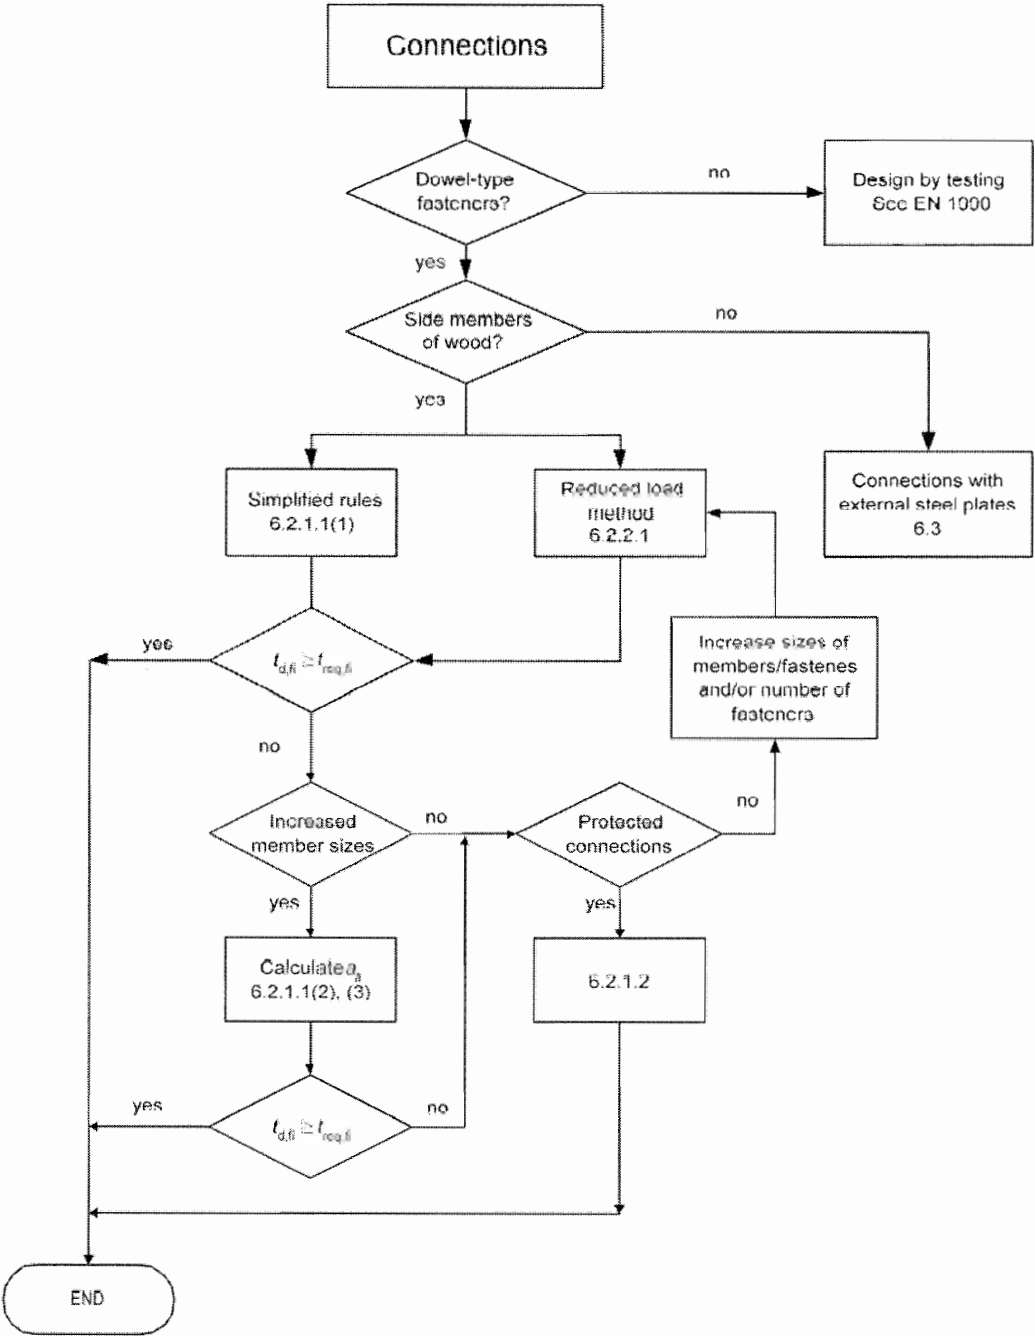 Connections
Dowel-type
fasteners?
no
Design by testing
See EN 1990
yes
Side members
of wood?
no
yes
Simplified rules
6.2.1.1(1)
Reduced load
method
6.2.2.1
Connections with
external steel plates
6.3
yes
t_d,fi ≥ t_req,fi
Increase sizes of
members/fastenes
and/or number of
fasteners
no
Increased
member sizes
no
Protected
connections
no
yes
yes
Calculate a_fi
6.2.1.1(2), (3)
6.2.1.2
yes
t_d,fi ≥ t_req,fi
no
END